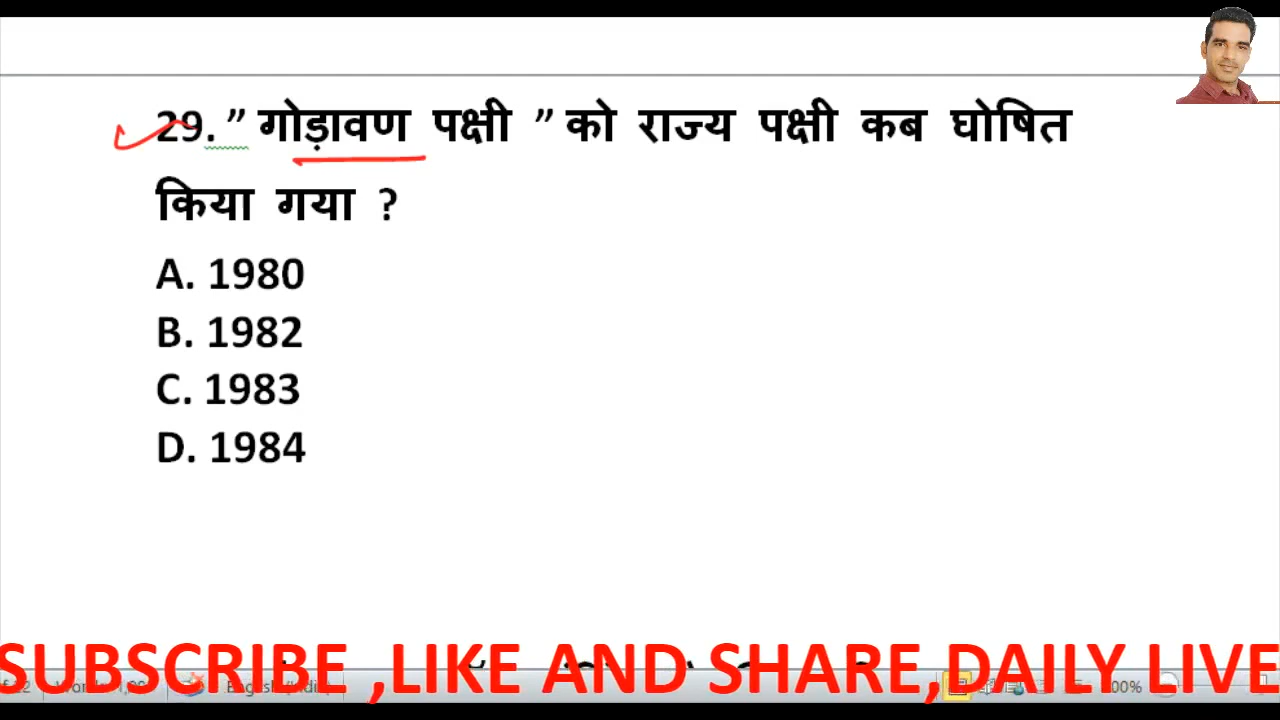 29. ” गोड़ावण पक्षी ” को राज्य पक्षी कब घोषित
किया गया ?
A. 1980
B. 1982
C. 1983
D. 1984
SUBSCRIBE ,LIKE AND SHARE,DAILY LIVE